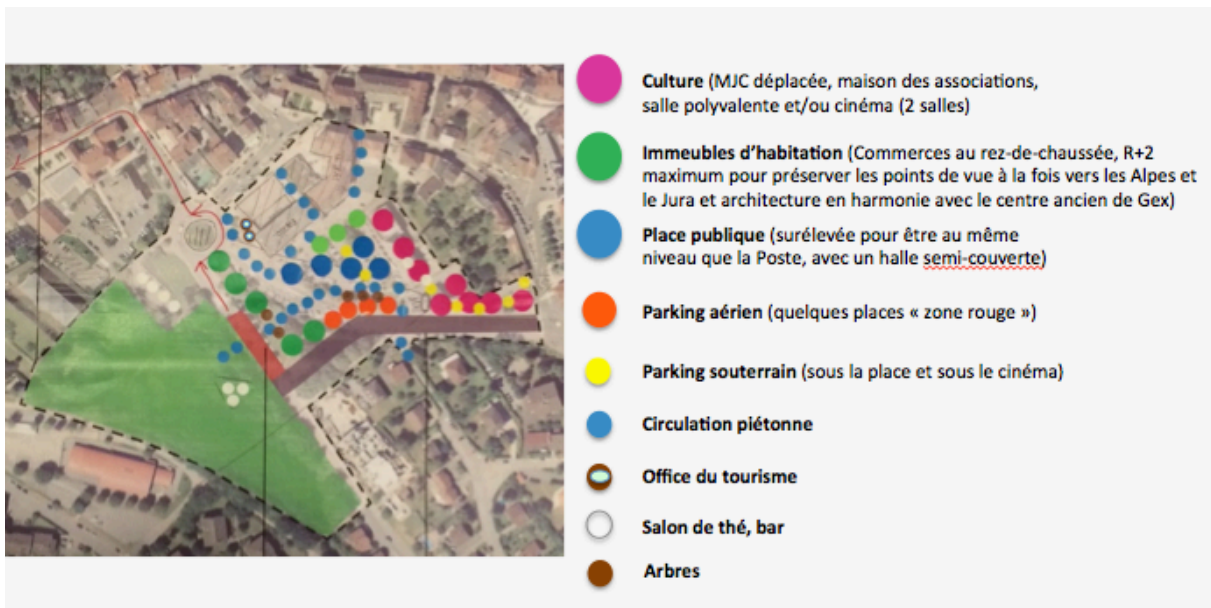 Culture (MJC déplacée, maison des associations,
salle polyvalente et/ou cinéma (2 salles)
Immeubles d'habitation (Commerces au rez-de-chaussée, R+2
maximum pour préserver les points de vue à la fois vers les Alpes et
le Jura et architecture en harmonie avec le centre ancien de Gex)
Place publique (surélevée pour être au même
niveau que la Poste, avec un halle semi-couverte)
Parking aérien (quelques places « zone rouge »)
Parking souterrain (sous la place et sous le cinéma)
Circulation piétonne
Office du tourisme
Salon de thé, bar
Arbres